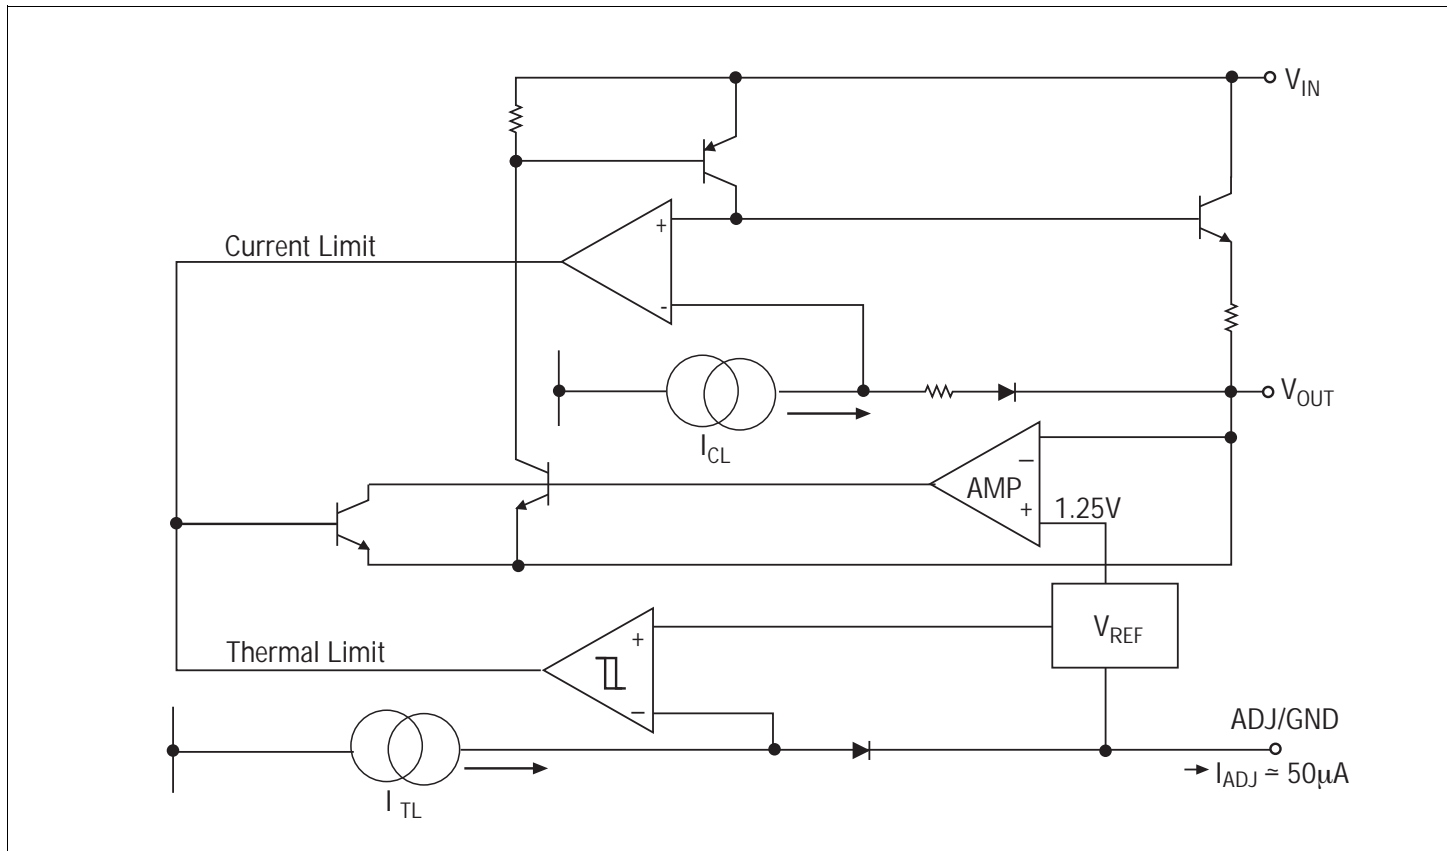 V_IN
+
Current Limit
-
V_OUT
I_CL
−
AMP
+
1.25V
V_REF
+
Thermal Limit
−
ADJ/GND
I_ADJ ≃ 50µA
I_TL